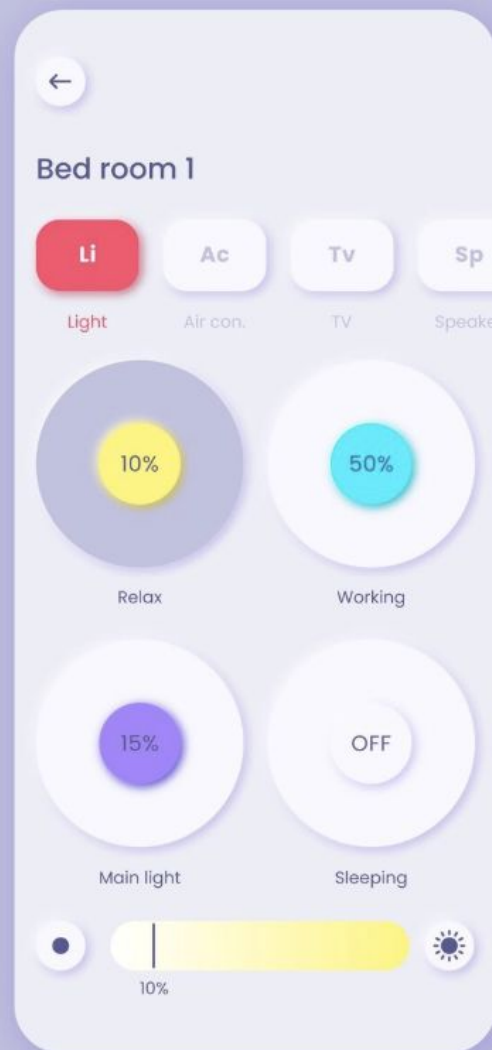 Bed room 1
Li Ac Tv Sp
Light Air con. TV Speake
10% 50%
Relax Working
15% OFF
Main light Sleeping
10%